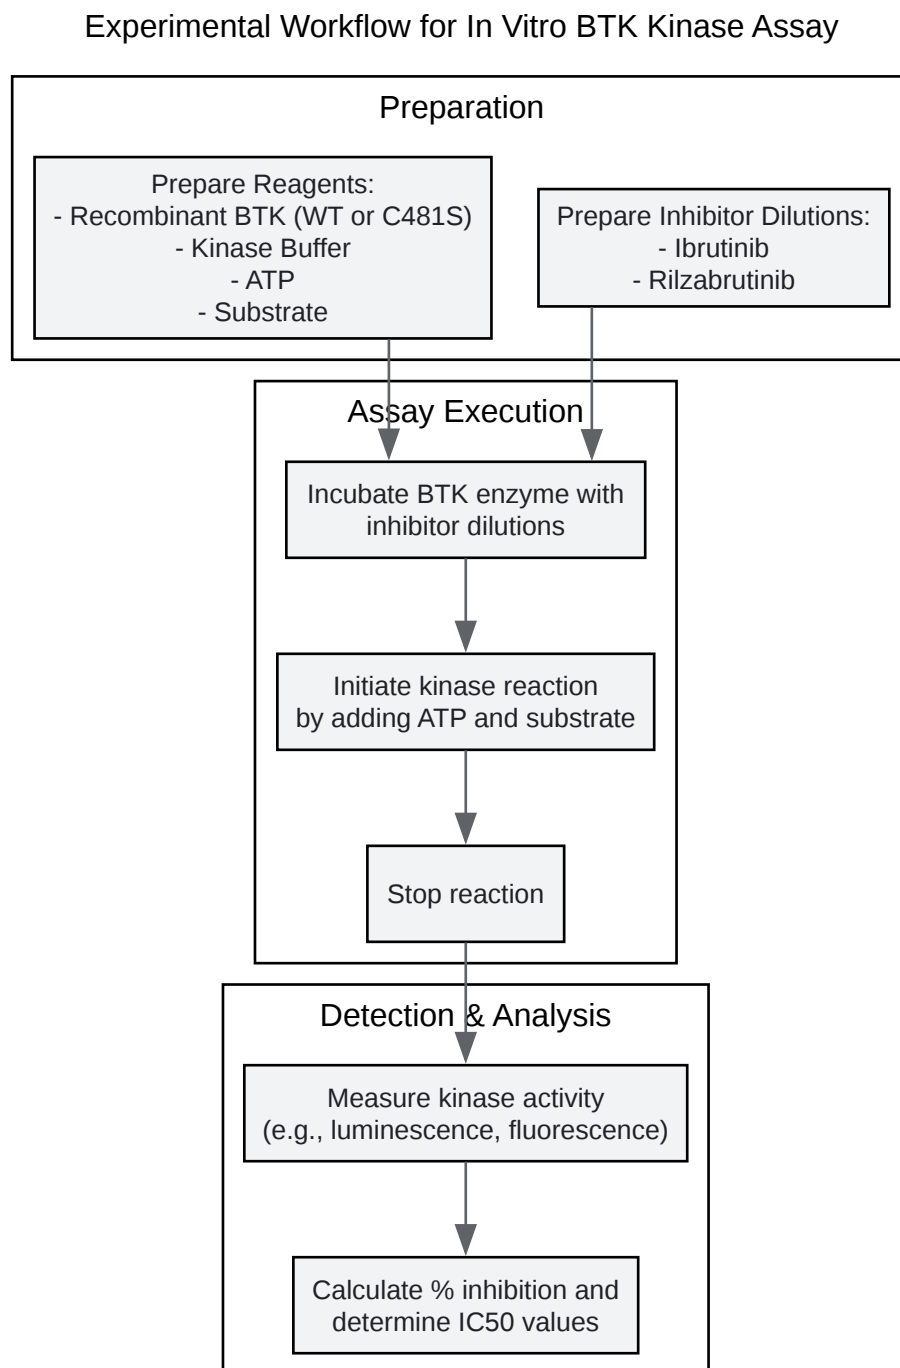 Experimental Workflow for In Vitro BTK Kinase Assay
Preparation
Prepare Reagents:
- Recombinant BTK (WT or C481S)
- Kinase Buffer
- ATP
- Substrate
Prepare Inhibitor Dilutions:
- Ibrutinib
- Rilzabrutinib
Assay Execution
Incubate BTK enzyme with
inhibitor dilutions
Initiate kinase reaction
by adding ATP and substrate
Stop reaction
Detection & Analysis
Measure kinase activity
(e.g., luminescence, fluorescence)
Calculate % inhibition and
determine IC50 values